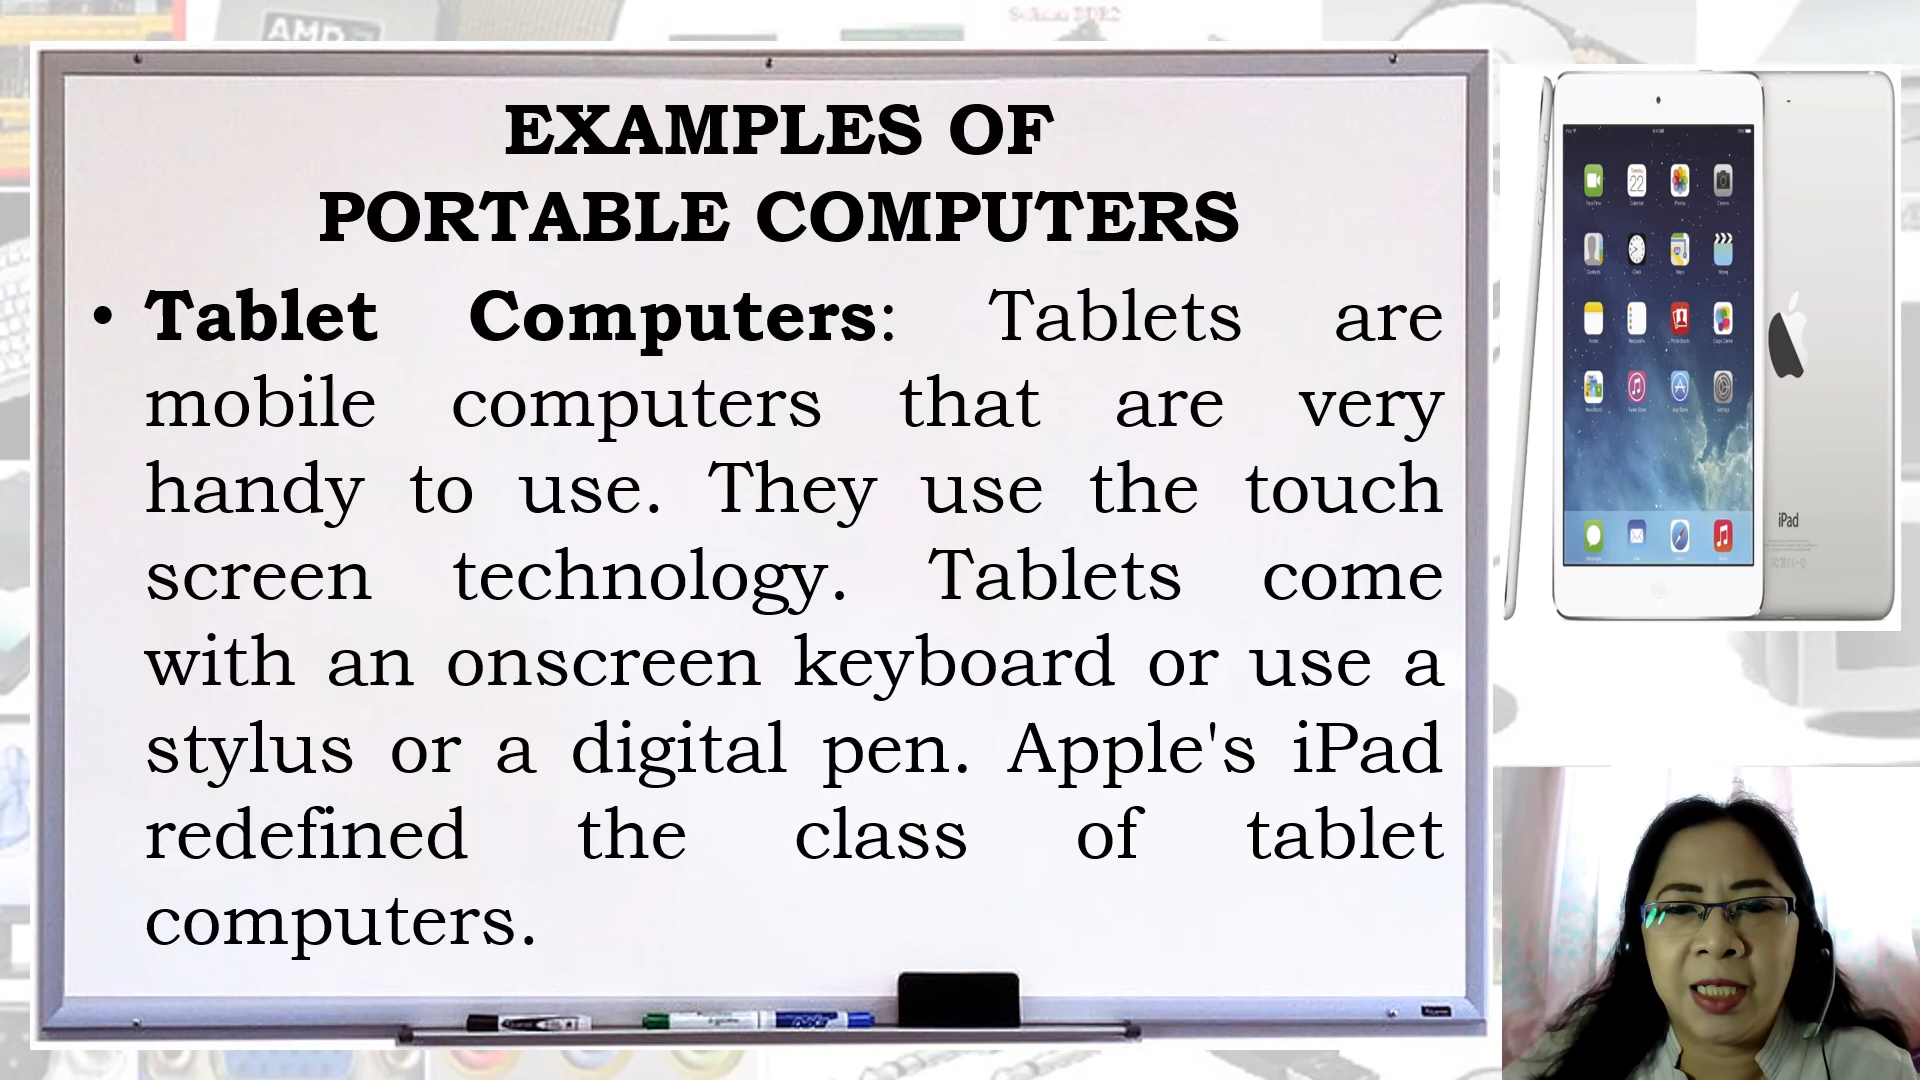 AMD
EXAMPLES OF
PORTABLE COMPUTERS
• Tablet Computers: Tablets are
mobile computers that are very
handy to use. They use the touch
screen technology. Tablets come
with an onscreen keyboard or use a
stylus or a digital pen. Apple's iPad
redefined the class of tablet
computers.
22
iPad